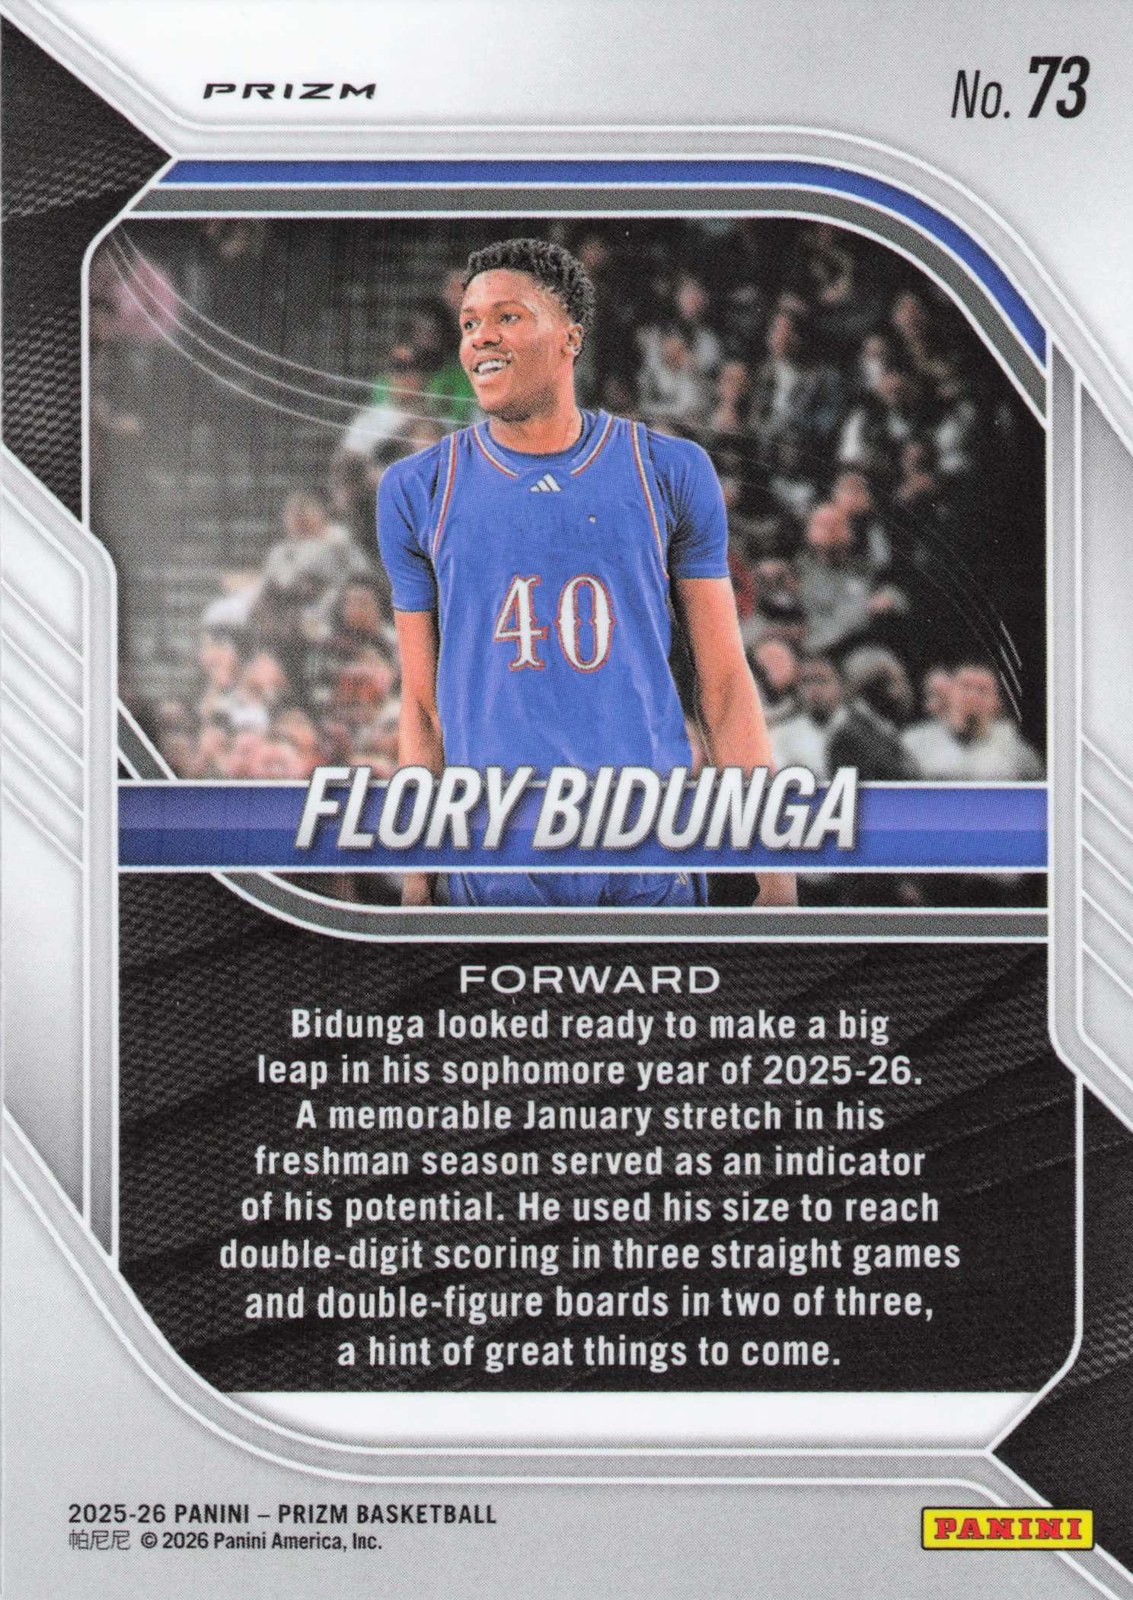 PRIZM
No. 73
40
FLORY BIDUNGA
FORWARD
Bidunga looked ready to make a big
leap in his sophomore year of 2025-26.
A memorable January stretch in his
freshman season served as an indicator
of his potential. He used his size to reach
double-digit scoring in three straight games
and double-figure boards in two of three,
a hint of great things to come.
2025-26 PANINI – PRIZM BASKETBALL
帕尼尼 © 2026 Panini America, Inc.
PANINI